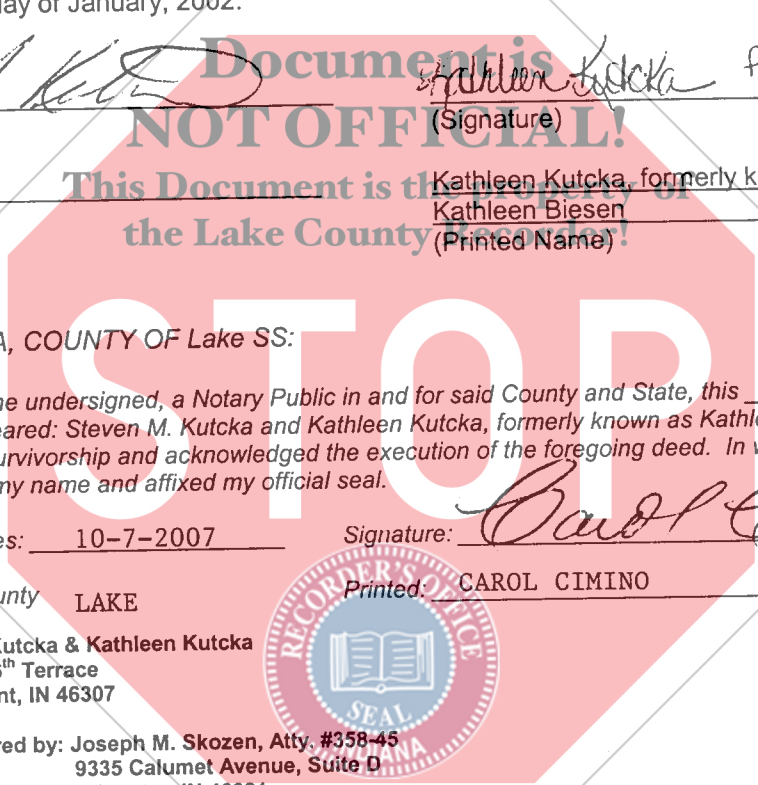 day of January, 2002.
Document is
NOT OFFICIAL!
This Document is the property of
the Lake County Recorder!
STOP
Kathleen Kutcka
(Signature)
Kathleen Kutcka, formerly k
Kathleen Biesen
(Printed Name)
A, COUNTY OF Lake SS:
ne undersigned, a Notary Public in and for said County and State, this
eared: Steven M. Kutcka and Kathleen Kutcka, formerly known as Kathle
urvivorship and acknowledged the execution of the foregoing deed. In v
my name and affixed my official seal.
es: 10-7-2007 Signature: Carol C
unty LAKE Printed: CAROL CIMINO
RECORDER'S OFFICE
SEAL
INDIANA
Kutcka & Kathleen Kutcka
th Terrace
nt, IN 46307
red by: Joseph M. Skozen, Atty. #358-45
9335 Calumet Avenue, Suite D